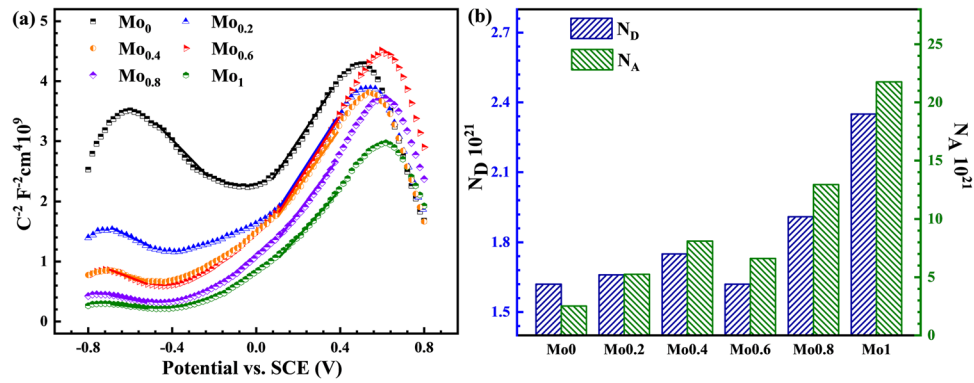 (a)
Mo0 Mo0.2
Mo0.4 Mo0.6
Mo0.8 Mo1
5
4
3
2
1
0
C-2 F-2cm4109
-0.8 -0.4 0.0 0.4 0.8
Potential vs. SCE (V)
(b)
ND
NA
2.7
2.4
2.1
1.8
1.5
ND 1021
25
20
15
10
5
0
NA 1021
Mo0 Mo0.2 Mo0.4 Mo0.6 Mo0.8 Mo1